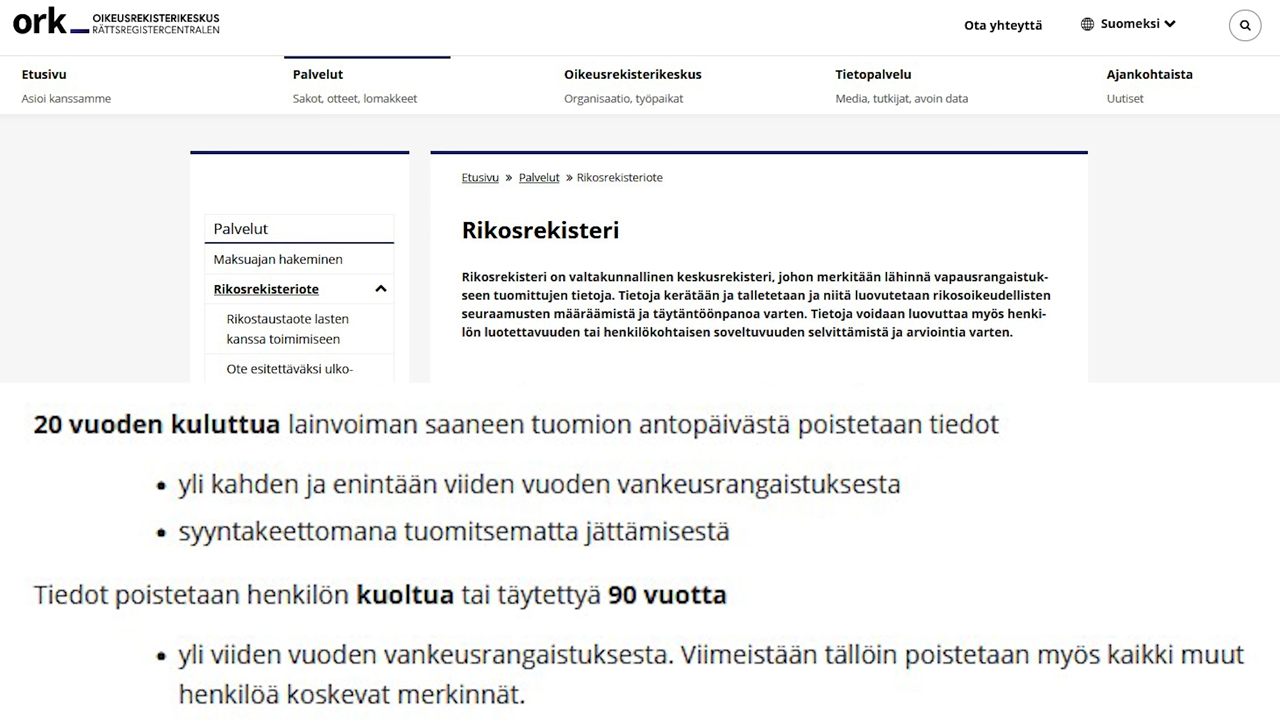 ork
OIKEUSREKISTERIKESKUS
RÄTTSREGISTERCENTRALEN
Ota yhteyttä
Suomeksi
Etusivu
Asioi kanssamme
Palvelut
Sakot, otteet, lomakkeet
Oikeusrekisterikeskus
Organisaatio, työpaikat
Tietopalvelu
Media, tutkijat, avoin data
Ajankohtaista
Uutiset
Palvelut
Maksuajan hakeminen
Rikosrekisteriote
Rikostaustaote lasten
kanssa toimimiseen
Ote esitettäväksi ulko-
Etusivu » Palvelut » Rikosrekisteriote
Rikosrekisteri
Rikosrekisteri on valtakunnallinen keskusrekisteri, johon merkitään lähinnä vapausrangaistuk-
seen tuomittujen tietoja. Tietoja kerätään ja talletetaan ja niitä luovutetaan rikosoikeudellisten
seuraamusten määräämistä ja täytäntöönpanoa varten. Tietoja voidaan luovuttaa myös henki-
lön luotettavuuden tai henkilökohtaisen soveltuvuuden selvittämistä ja arviointia varten.
20 vuoden kuluttua lainvoiman saaneen tuomion antopäivästä poistetaan tiedot
• yli kahden ja enintään viiden vuoden vankeusrangaistuksesta
• syyntakeettomana tuomitsematta jättämisestä
Tiedot poistetaan henkilön kuoltua tai täytettyä 90 vuotta
• yli viiden vuoden vankeusrangaistuksesta. Viimeistään tällöin poistetaan myös kaikki muut
henkilöä koskevat merkinnät.